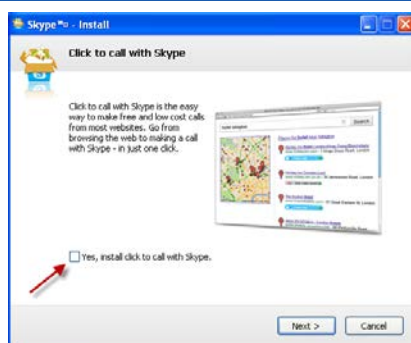 Skype™ - Install
Click to call with Skype
Click to call with Skype is the easy
way to make free and low cost calls
from most websites. Go from
browsing the web to making a call
with Skype - in just one click.
Search
Yes, install click to call with Skype.
Next >
Cancel